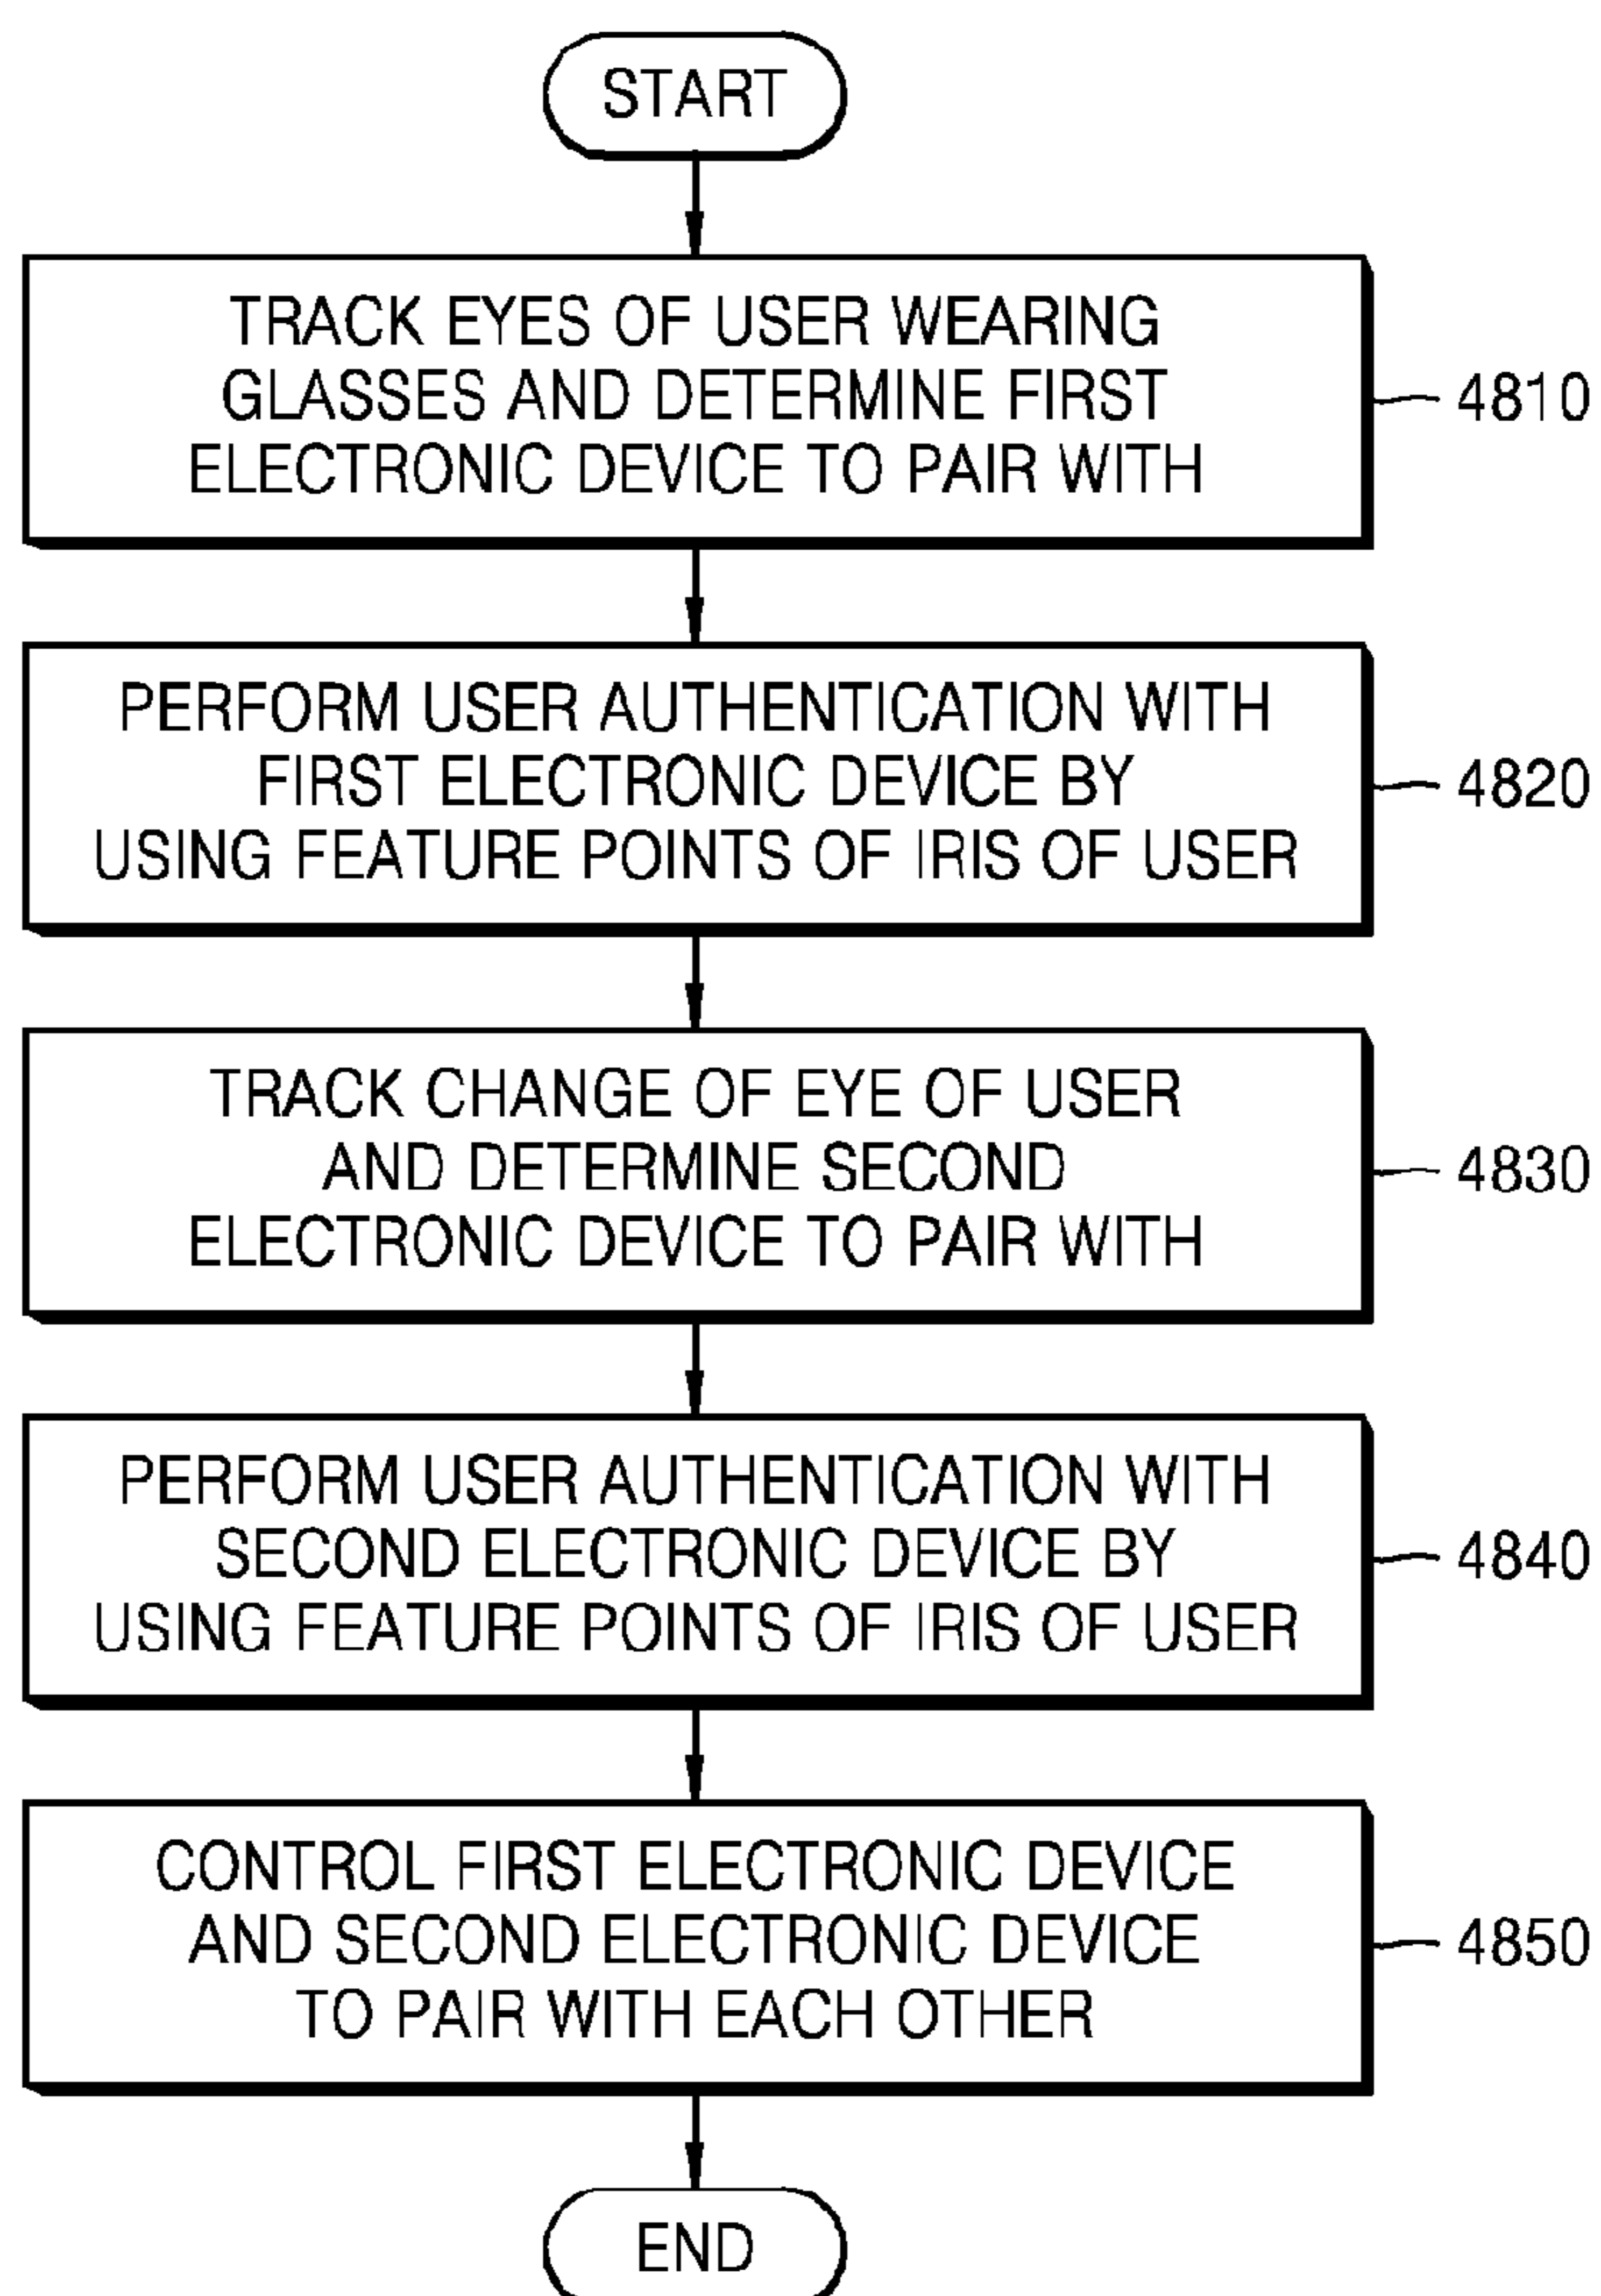 START
TRACK EYES OF USER WEARING
GLASSES AND DETERMINE FIRST
ELECTRONIC DEVICE TO PAIR WITH
4810
PERFORM USER AUTHENTICATION WITH
FIRST ELECTRONIC DEVICE BY
USING FEATURE POINTS OF IRIS OF USER
4820
TRACK CHANGE OF EYE OF USER
AND DETERMINE SECOND
ELECTRONIC DEVICE TO PAIR WITH
4830
PERFORM USER AUTHENTICATION WITH
SECOND ELECTRONIC DEVICE BY
USING FEATURE POINTS OF IRIS OF USER
4840
CONTROL FIRST ELECTRONIC DEVICE
AND SECOND ELECTRONIC DEVICE
TO PAIR WITH EACH OTHER
4850
END